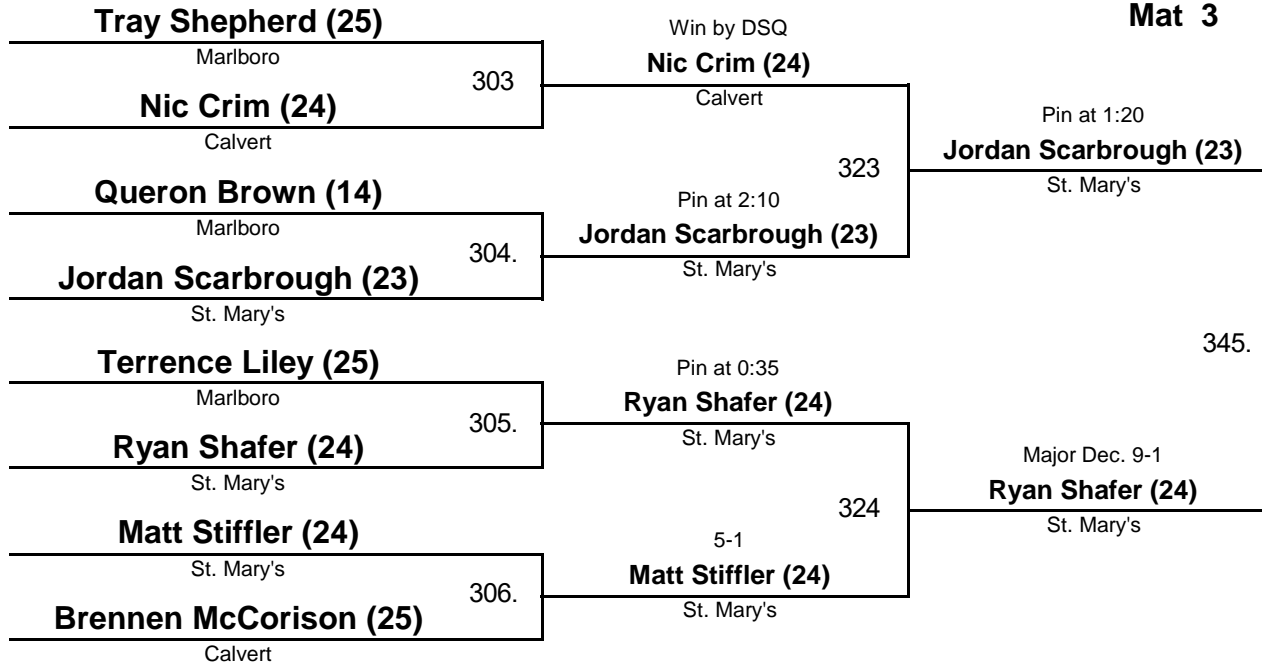 Mat 3
Tray Shepherd (25)
Marlboro
303
Nic Crim (24)
Calvert
Queron Brown (14)
Marlboro
304.
Jordan Scarbrough (23)
St. Mary's
Terrence Liley (25)
Marlboro
305.
Ryan Shafer (24)
St. Mary's
Matt Stiffler (24)
St. Mary's
306.
Brennen McCorison (25)
Calvert
Win by DSQ
Nic Crim (24)
Calvert
323
Pin at 2:10
Jordan Scarbrough (23)
St. Mary's
Pin at 0:35
Ryan Shafer (24)
St. Mary's
324
5-1
Matt Stiffler (24)
St. Mary's
Pin at 1:20
Jordan Scarbrough (23)
St. Mary's
345.
Major Dec. 9-1
Ryan Shafer (24)
St. Mary's